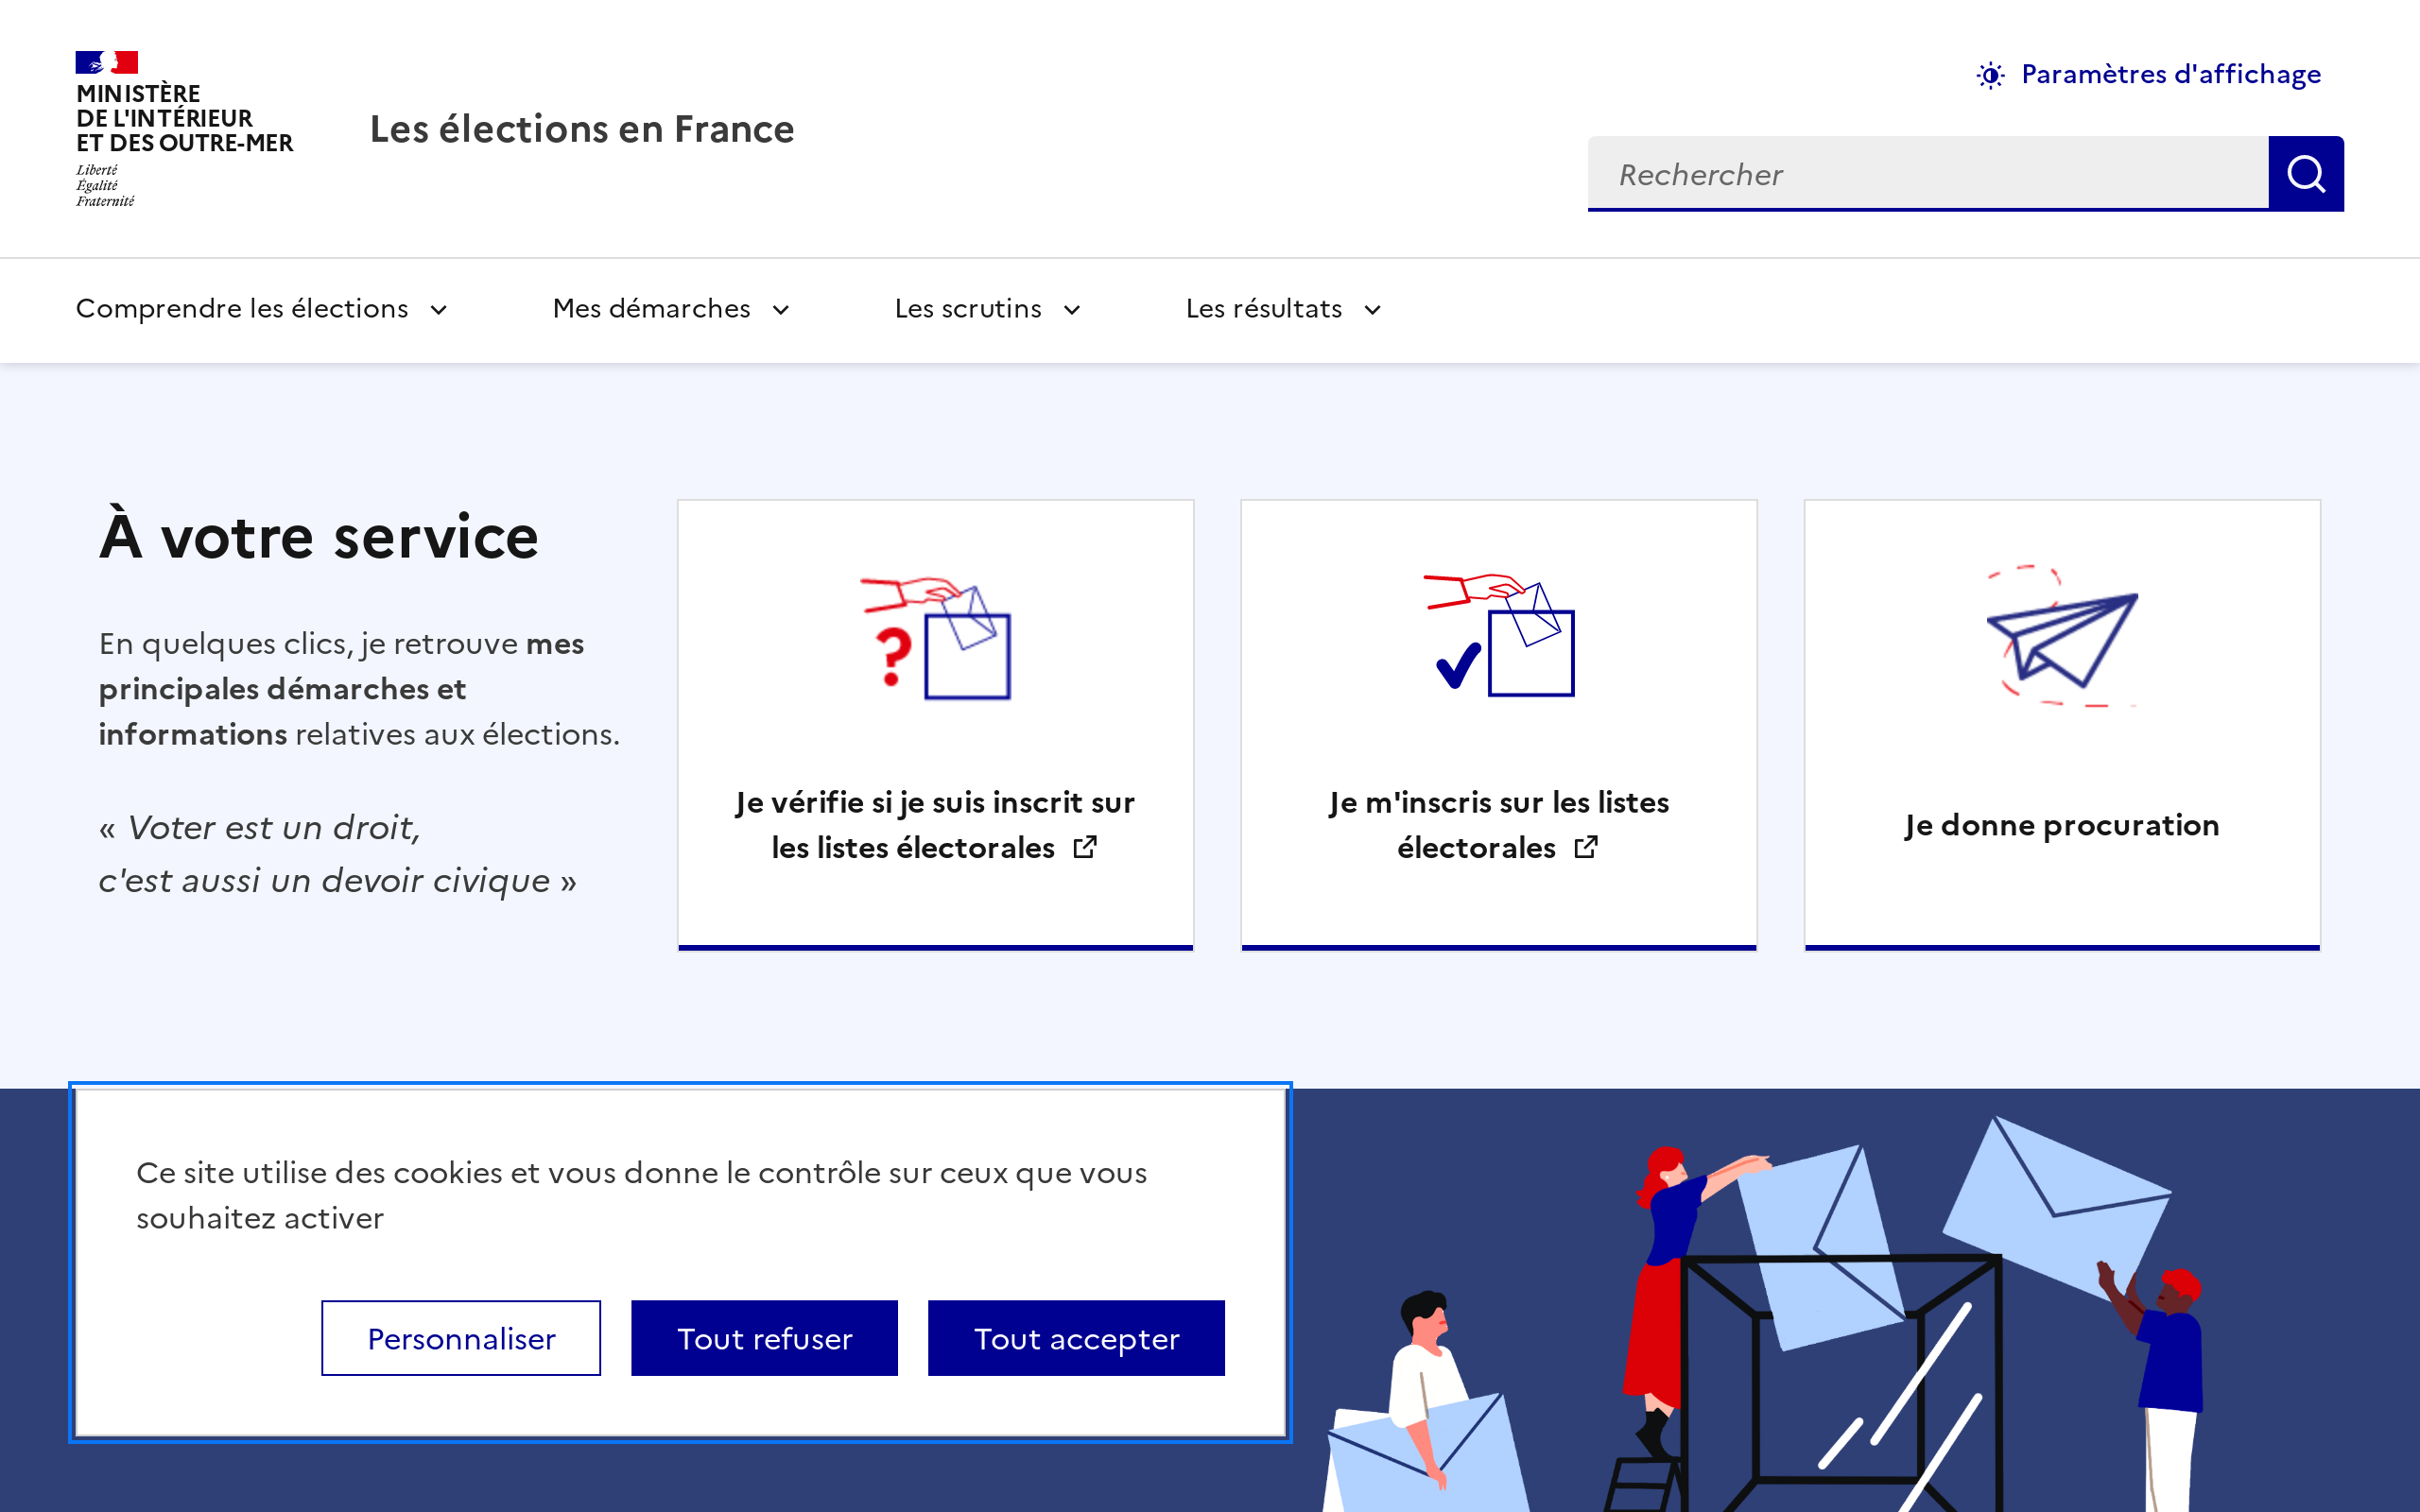 MINISTÈRE
DE L'INTÉRIEUR
ET DES OUTRE-MER
Liberté
Égalité
Fraternité
Les élections en France
Paramètres d'affichage
Rechercher
Comprendre les élections
Mes démarches
Les scrutins
Les résultats
À votre service
En quelques clics, je retrouve mes
principales démarches et
informations relatives aux élections.
« Voter est un droit,
c'est aussi un devoir civique »
Je vérifie si je suis inscrit sur
les listes électorales
Je m'inscris sur les listes
électorales
Je donne procuration
Ce site utilise des cookies et vous donne le contrôle sur ceux que vous
souhaitez activer
Personnaliser
Tout refuser
Tout accepter